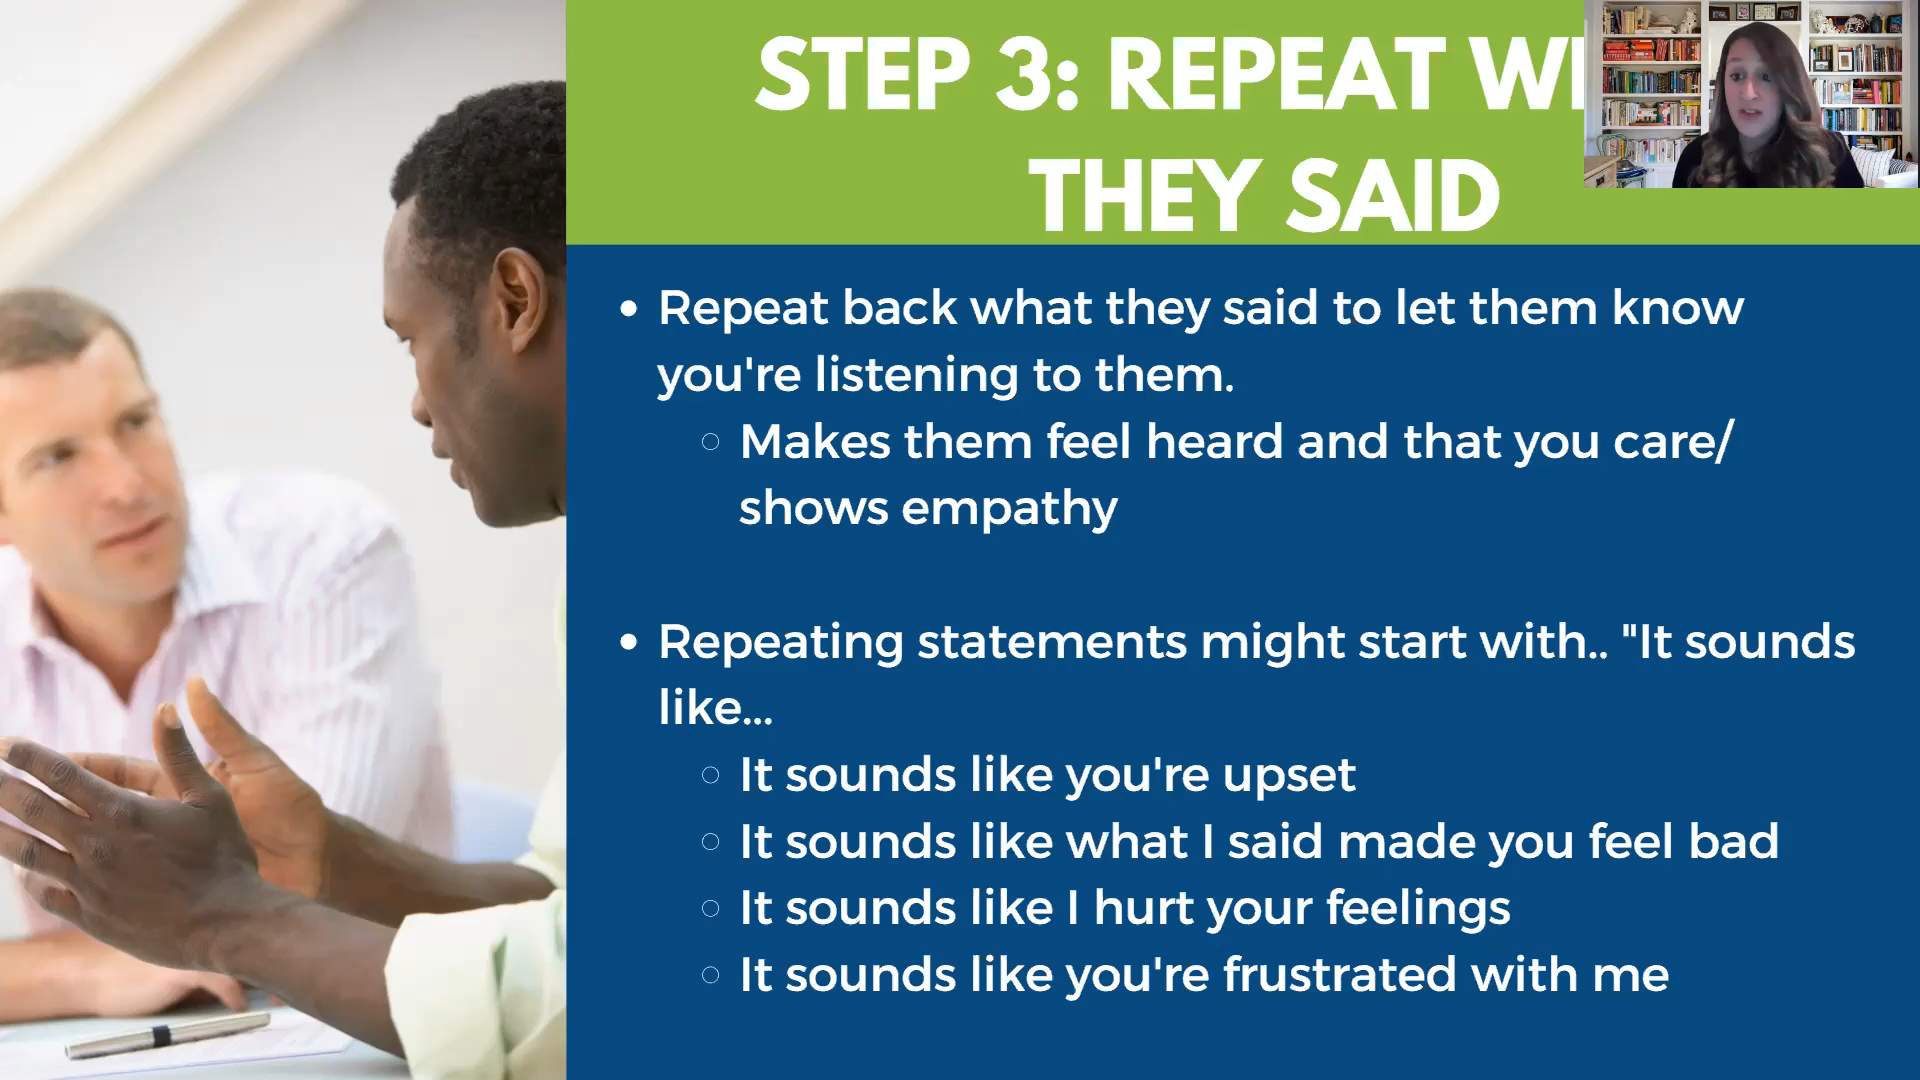 STEP 3: REPEAT
THEY SAID
• Repeat back what they said to let them know
you're listening to them.
○ Makes them feel heard and that you care/
shows empathy
• Repeating statements might start with.. "It sounds
like...
○ It sounds like you're upset
○ It sounds like what I said made you feel bad
○ It sounds like I hurt your feelings
○ It sounds like you're frustrated with me